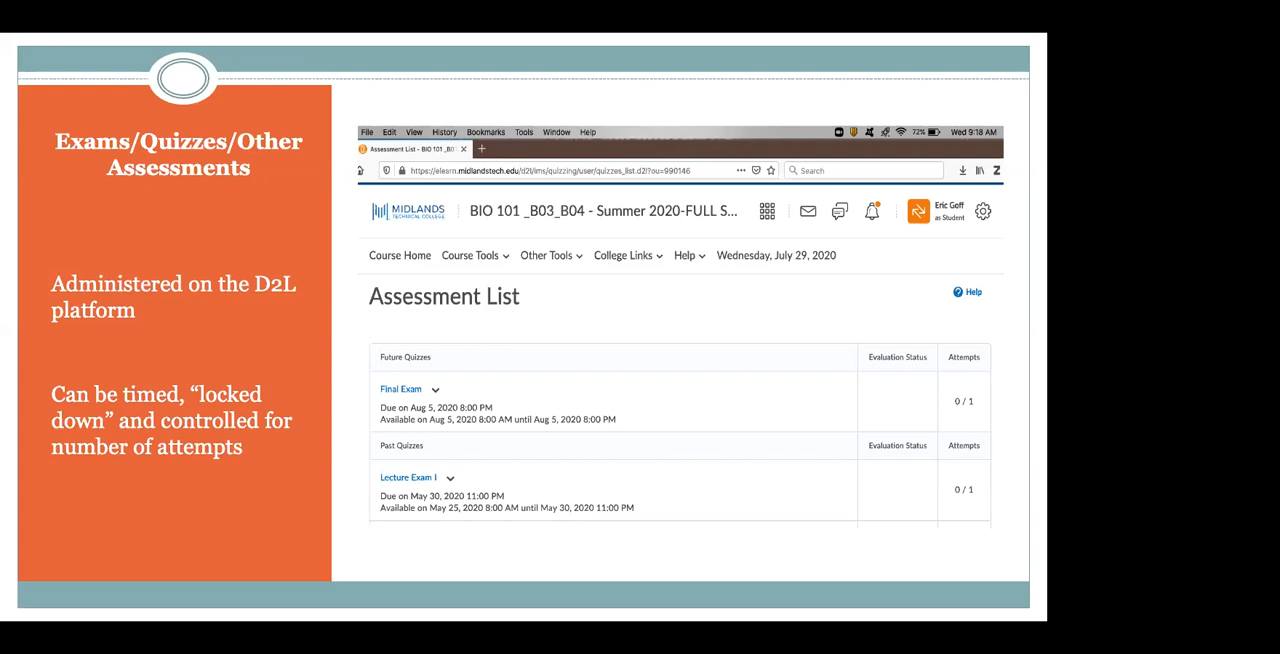 Exams/Quizzes/Other
Assessments
Administered on the D2L
platform
Can be timed, “locked
down” and controlled for
number of attempts
File Edit View History Bookmarks Tools Window Help
72% Wed 9:18 AM
Assessment List - BIO 101 _B0
https://elearn.midlandstech.edu/d2l/lms/quizzing/user/quizzes_list.d2l?ou=990146
Search
MIDLANDS
TECHNICAL COLLEGE
BIO 101 _B03_B04 - Summer 2020-FULL S...
Eric Goff
as Student
Course Home Course Tools Other Tools College Links Help Wednesday, July 29, 2020
Assessment List
Help
Future Quizzes Evaluation Status Attempts
Final Exam
Due on Aug 5, 2020 8:00 PM
Available on Aug 5, 2020 8:00 AM until Aug 5, 2020 8:00 PM
0 / 1
Past Quizzes Evaluation Status Attempts
Lecture Exam I
Due on May 30, 2020 11:00 PM
Available on May 25, 2020 8:00 AM until May 30, 2020 11:00 PM
0 / 1